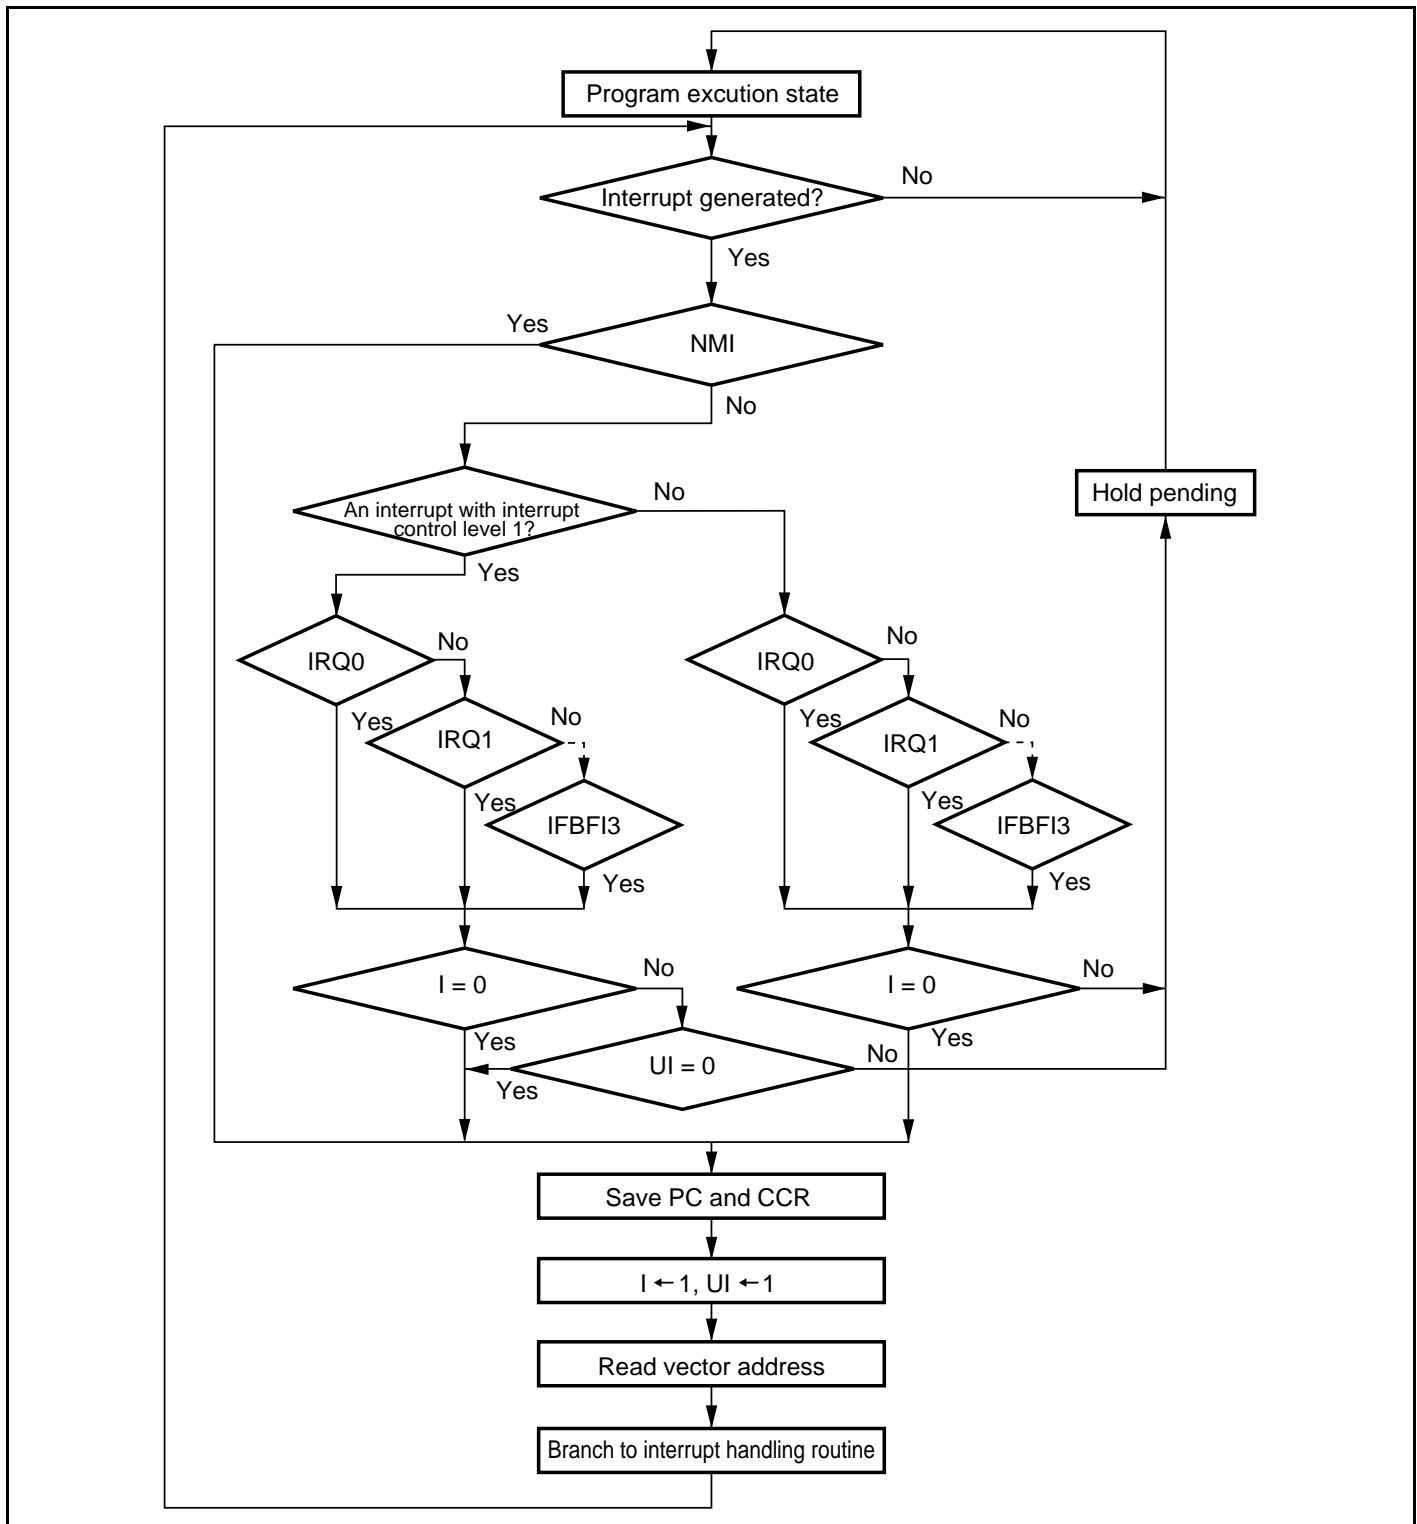 Program excution state
Interrupt generated?
No
Yes
Yes
NMI
No
An interrupt with interrupt
control level 1?
No
Hold pending
Yes
IRQ0
No
IRQ0
No
Yes
IRQ1
No
Yes
IRQ1
No
Yes
IFBFI3
Yes
IFBFI3
Yes
Yes
I = 0
No
I = 0
No
Yes
UI = 0
No
Yes
Yes
Save PC and CCR
I ← 1, UI ← 1
Read vector address
Branch to interrupt handling routine